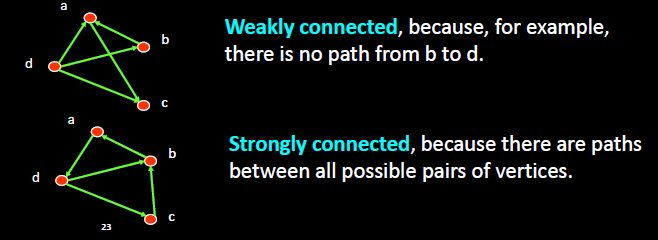 a
b
d
c
Weakly connected, because, for example,
there is no path from b to d.
a
b
d
c
23
Strongly connected, because there are paths
between all possible pairs of vertices.